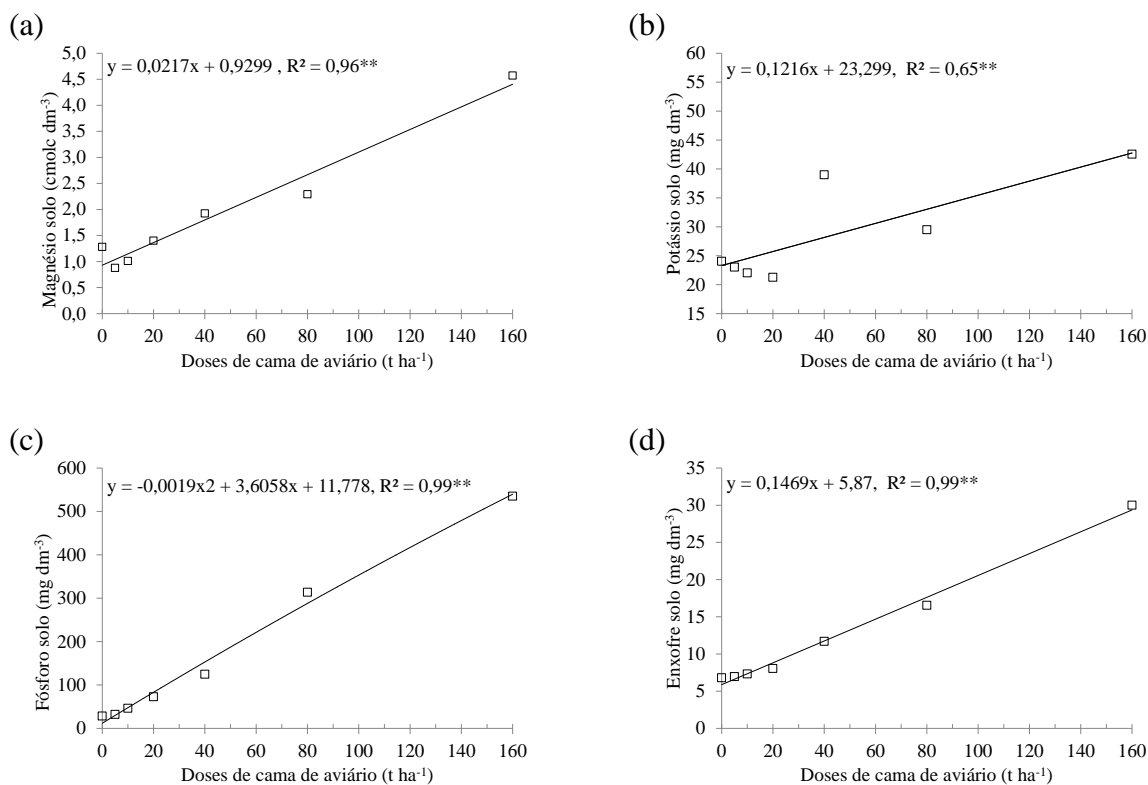 (a)
y = 0,0217x + 0,9299 , R² = 0,96**
Magnésio solo (cmolc dm-3)
5,0
4,5
4,0
3,5
3,0
2,5
2,0
1,5
1,0
0,5
0,0
0 20 40 60 80 100 120 140 160
Doses de cama de aviário (t ha-1)
(b)
y = 0,1216x + 23,299, R² = 0,65**
Potássio solo (mg dm-3)
45
40
35
30
25
20
15
0 20 40 60 80 100 120 140 160
Doses de cama de aviário (t ha-1)
(c)
y = -0,0019x2 + 3,6058x + 11,778, R² = 0,99**
Fósforo solo (mg dm-3)
600
500
400
300
200
100
0
0 20 40 60 80 100 120 140 160
Doses de cama de aviário (t ha-1)
(d)
y = 0,1469x + 5,87, R² = 0,99**
Enxofre solo (mg dm-3)
35
30
25
20
15
10
5
0
0 20 40 60 80 100 120 140 160
Doses de cama de aviário (t ha-1)